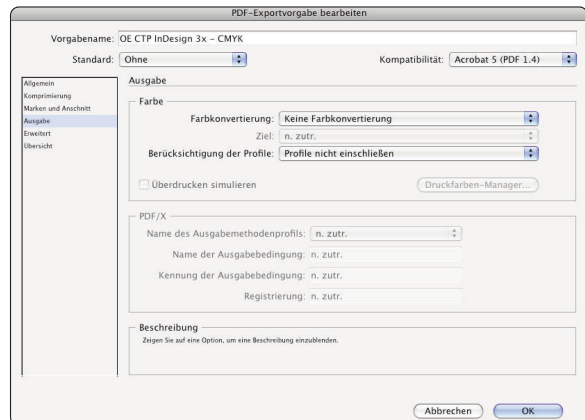 PDF-Exportvorgabe bearbeiten
Vorgabename: OE CTP InDesign 3x – CMYK
Standard: Ohne Kompatibilität: Acrobat 5 (PDF 1.4)
Allgemein
Komprimierung
Marken und Anschnitt
Ausgabe
Erweitert
Übersicht
Ausgabe
Farbe
Farbkonvertierung: Keine Farbkonvertierung
Ziel: n. zutr.
Berücksichtigung der Profile: Profile nicht einschließen
Überdrucken simulieren Druckfarben-Manager...
PDF/X
Name des Ausgabemethodenprofils: n. zutr.
Name der Ausgabebedingung: n. zutr.
Kennung der Ausgabebedingung: n. zutr.
Registrierung: n. zutr.
Beschreibung
Zeigen Sie auf eine Option, um eine Beschreibung einzublenden.
Abbrechen OK